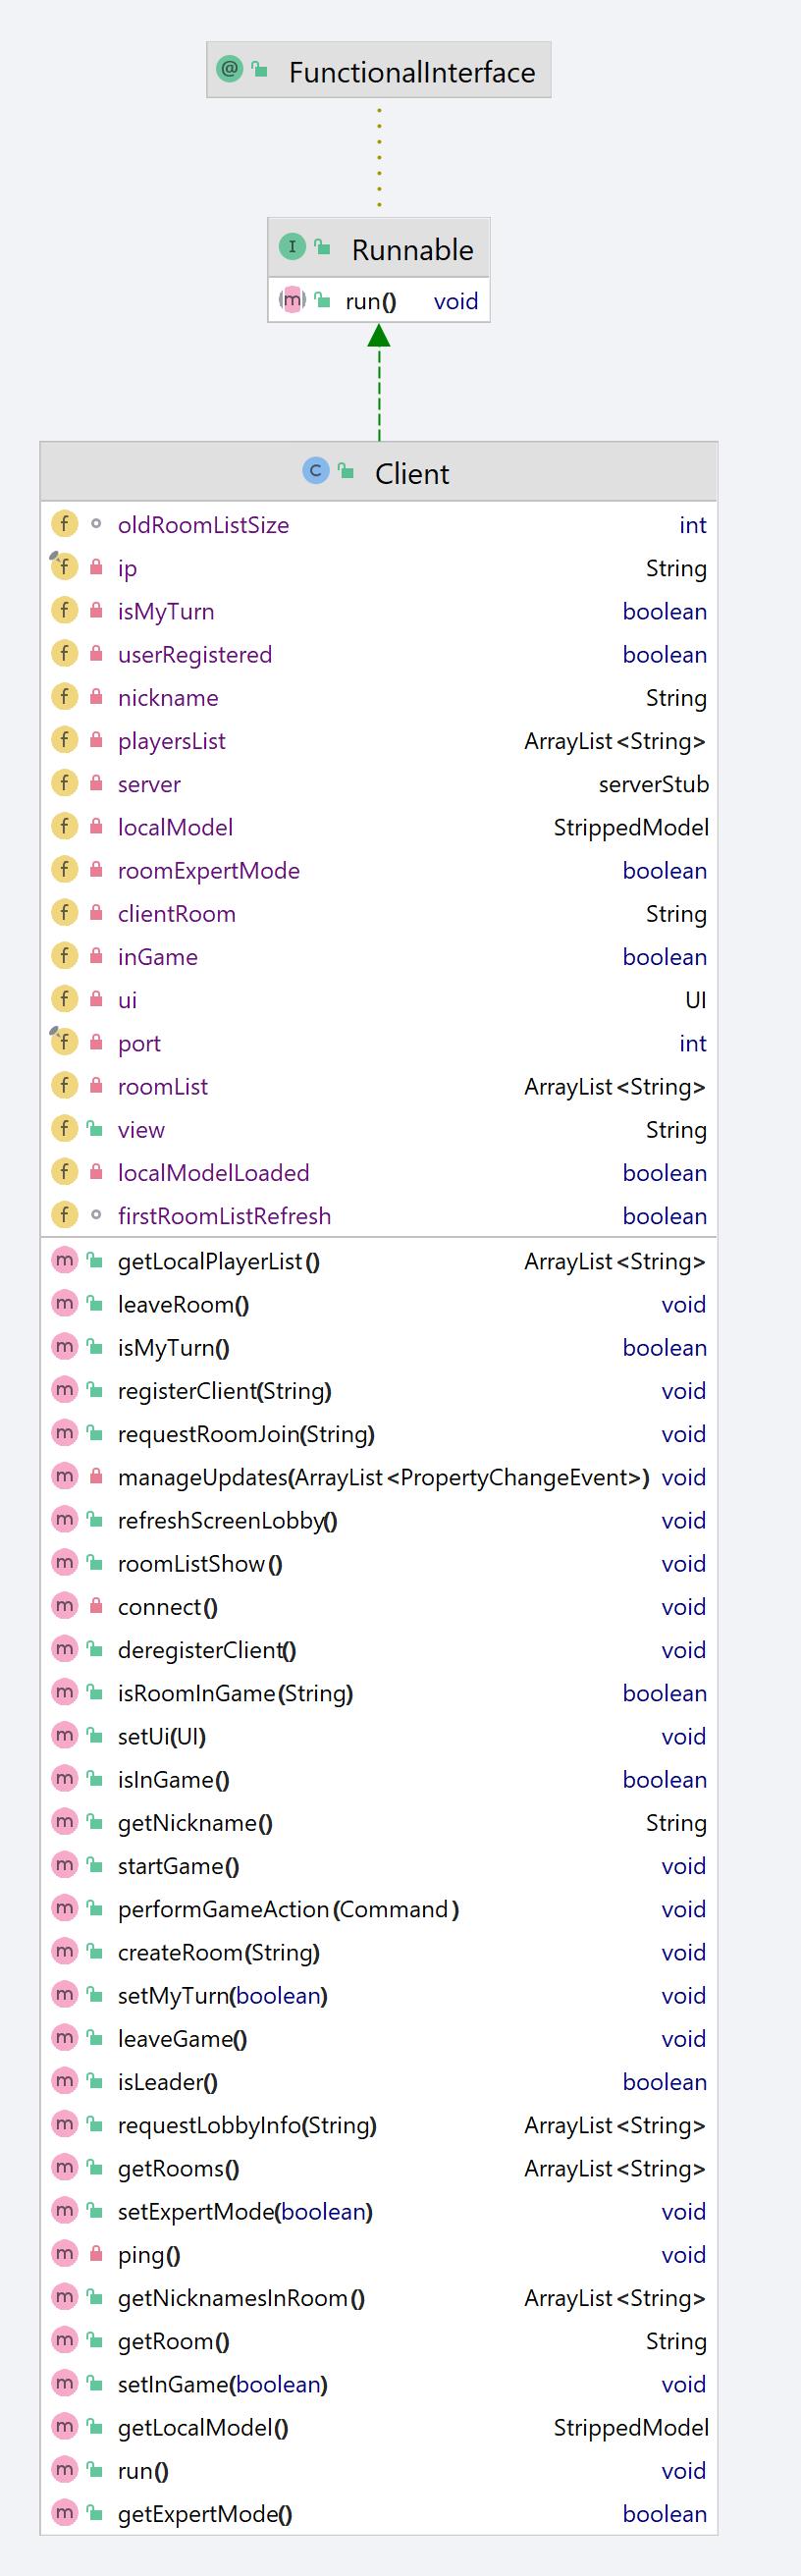 @ FunctionalInterface
I Runnable
m run() void
C Client
f oldRoomListSize int
f ip String
f isMyTurn boolean
f userRegistered boolean
f nickname String
f playersList ArrayList<String>
f server serverStub
f localModel StrippedModel
f roomExpertMode boolean
f clientRoom String
f inGame boolean
f ui UI
f port int
f roomList ArrayList<String>
f view String
f localModelLoaded boolean
f firstRoomListRefresh boolean
m getLocalPlayerList() ArrayList<String>
m leaveRoom() void
m isMyTurn() boolean
m registerClient(String) void
m requestRoomJoin(String) void
m manageUpdates(ArrayList<PropertyChangeEvent>) void
m refreshScreenLobby() void
m roomListShow() void
m connect() void
m deregisterClient() void
m isRoomInGame(String) boolean
m setUi(UI) void
m isInGame() boolean
m getNickname() String
m startGame() void
m performGameAction(Command) void
m createRoom(String) void
m setMyTurn(boolean) void
m leaveGame() void
m isLeader() boolean
m requestLobbyInfo(String) ArrayList<String>
m getRooms() ArrayList<String>
m setExpertMode(boolean) void
m ping() void
m getNicknamesInRoom() ArrayList<String>
m getRoom() String
m setInGame(boolean) void
m getLocalModel() StrippedModel
m run() void
m getExpertMode() boolean